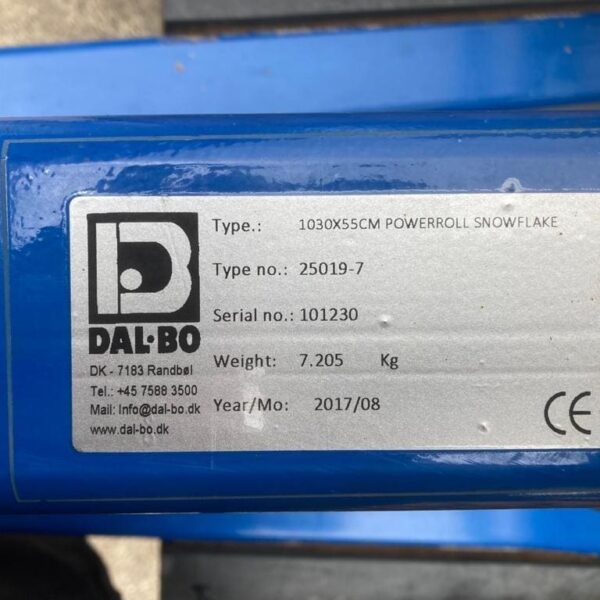 DAL·BO
DK - 7183 Randbøl
Tel.: +45 7588 3500
Mail: Info@dal-bo.dk
www.dal-bo.dk
Type.: 1030X55CM POWERROLL SNOWFLAKE
Type no.: 25019-7
Serial no.: 101230
Weight: 7.205 Kg
Year/Mo: 2017/08
CE